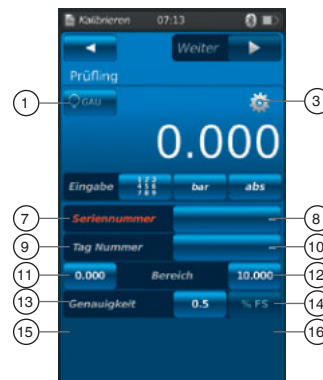 Kalibrieren 07:13
Weiter
Prüfling
1 GAU 3
0.000
Eingabe 1 2 3 4 5 6 7 8 9 bar abs
7 Seriennummer 8
9 Tag Nummer 10
11 0.000 Bereich 10.000 12
13 Genauigkeit 0.5 % FS 14
15 16